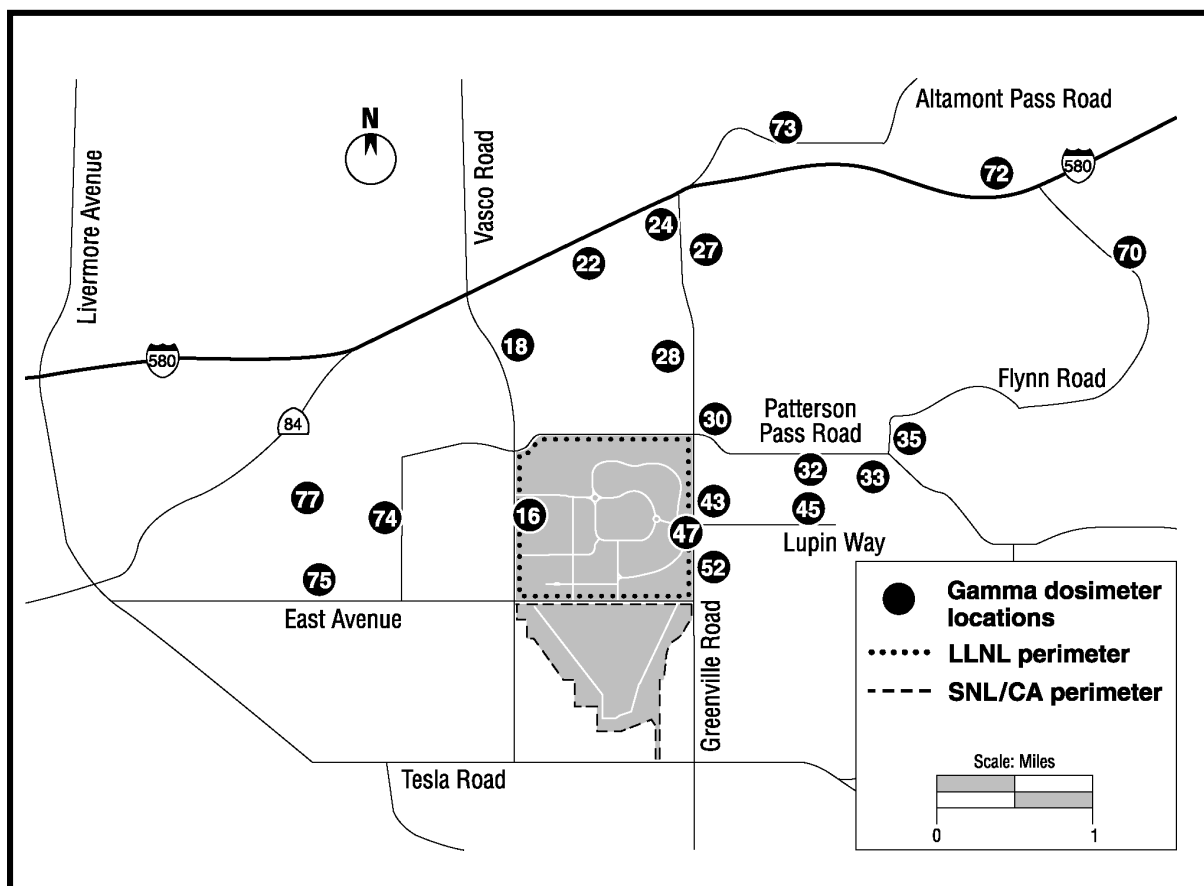 Altamont Pass Road
N
73
Livermore Avenue
Vasco Road
72
580
24
27
70
22
18
28
580
Flynn Road
84
30
Patterson
Pass Road
35
32
33
77
74
16
43
45
47
Lupin Way
52
75
East Avenue
Greenville Road
Tesla Road
Gamma dosimeter
locations
LLNL perimeter
SNL/CA perimeter
Scale: Miles
0
1